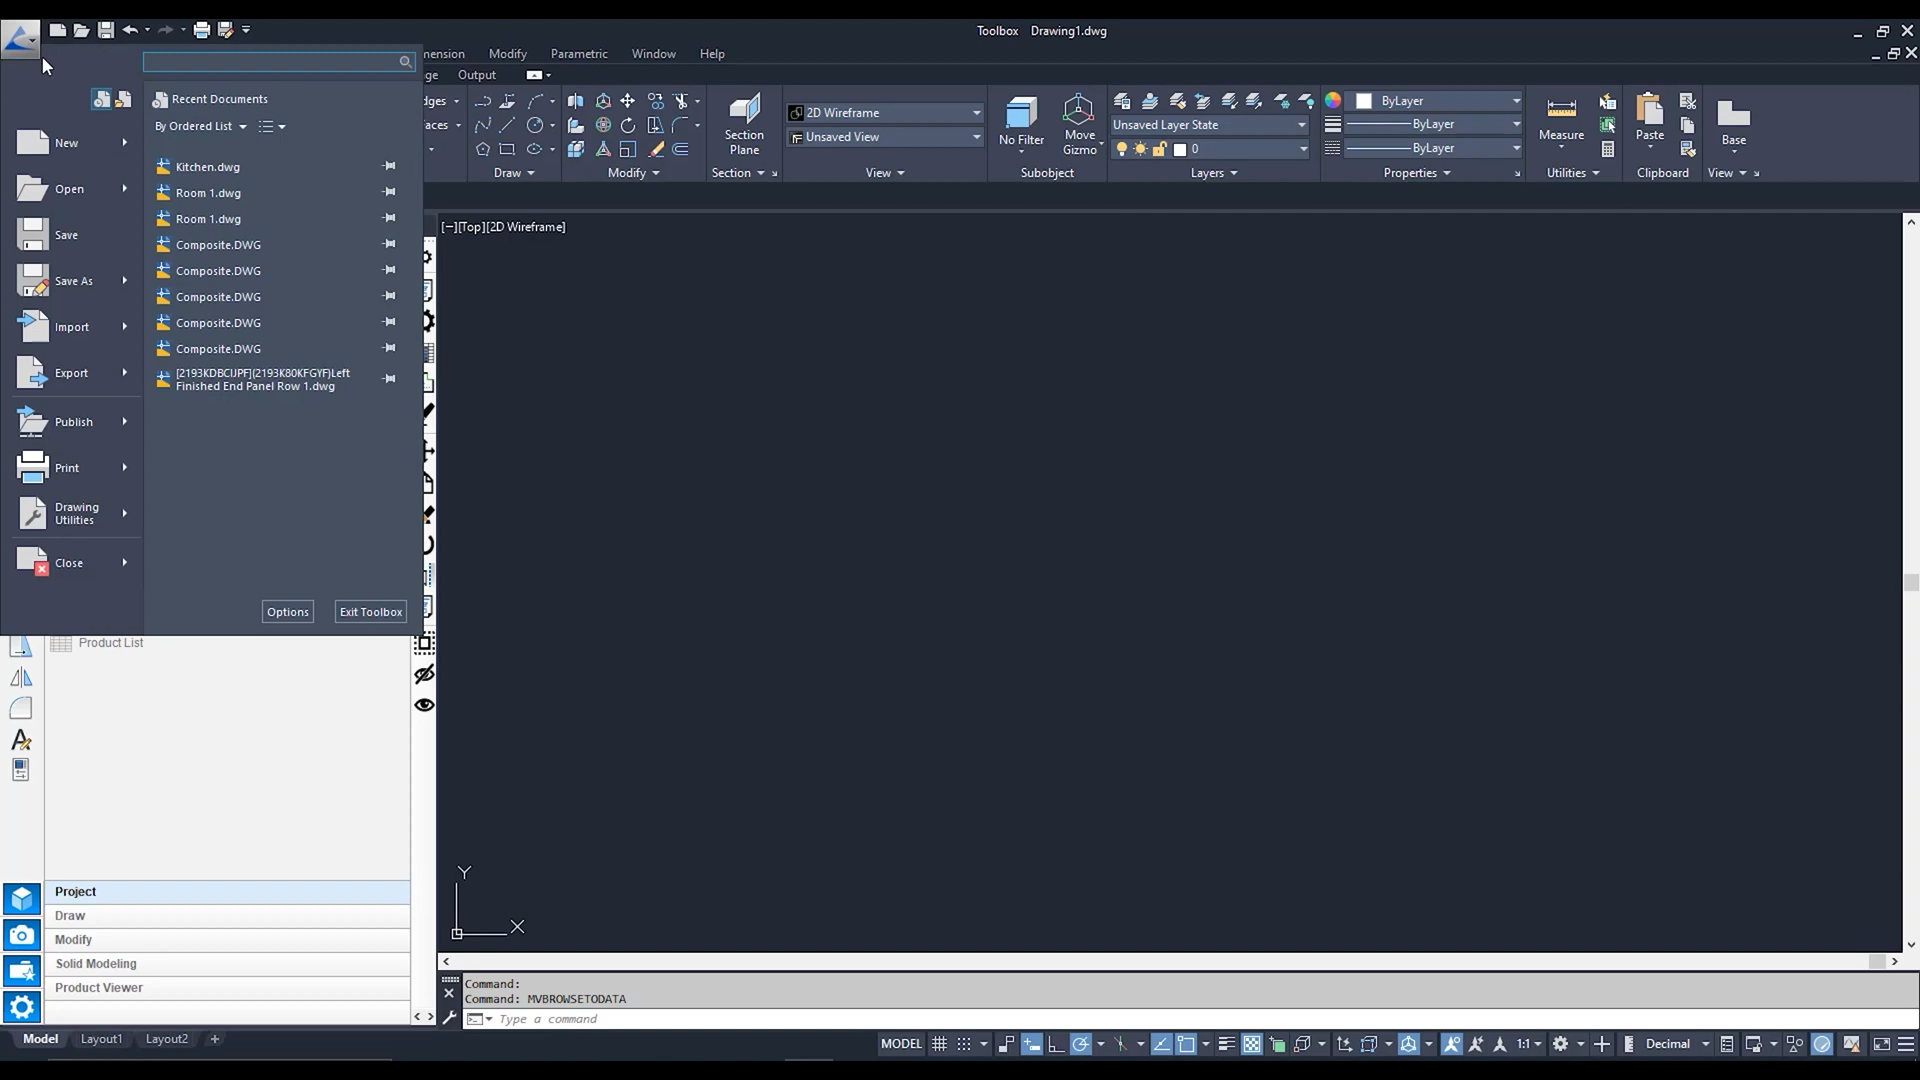 Toolbox Drawing1.dwg
mension Modify Parametric Window Help
ge Output
Recent Documents
By Ordered List
New
Open
Save
Save As
Import
Export
Publish
Print
Drawing
Utilities
Close
Kitchen.dwg
Room 1.dwg
Room 1.dwg
Composite.DWG
Composite.DWG
Composite.DWG
Composite.DWG
Composite.DWG
[2193KDBCIJPF](2193K80KFGYF)Left
Finished End Panel Row 1.dwg
Options Exit Toolbox
dges
aces
Draw
Modify
Section
Plane
Section
2D Wireframe
Unsaved View
View
No Filter
Move
Gizmo
Subobject
Unsaved Layer State
0
Layers
ByLayer
ByLayer
ByLayer
Properties
Measure
Utilities
Paste
Clipboard
Base
View
[−][Top][2D Wireframe]
Product List
Project
Draw
Modify
Solid Modeling
Product Viewer
Y
X
Command:
Command: MVBROWSETODATA
Type a command
Model Layout1 Layout2 +
MODEL 1:1 Decimal